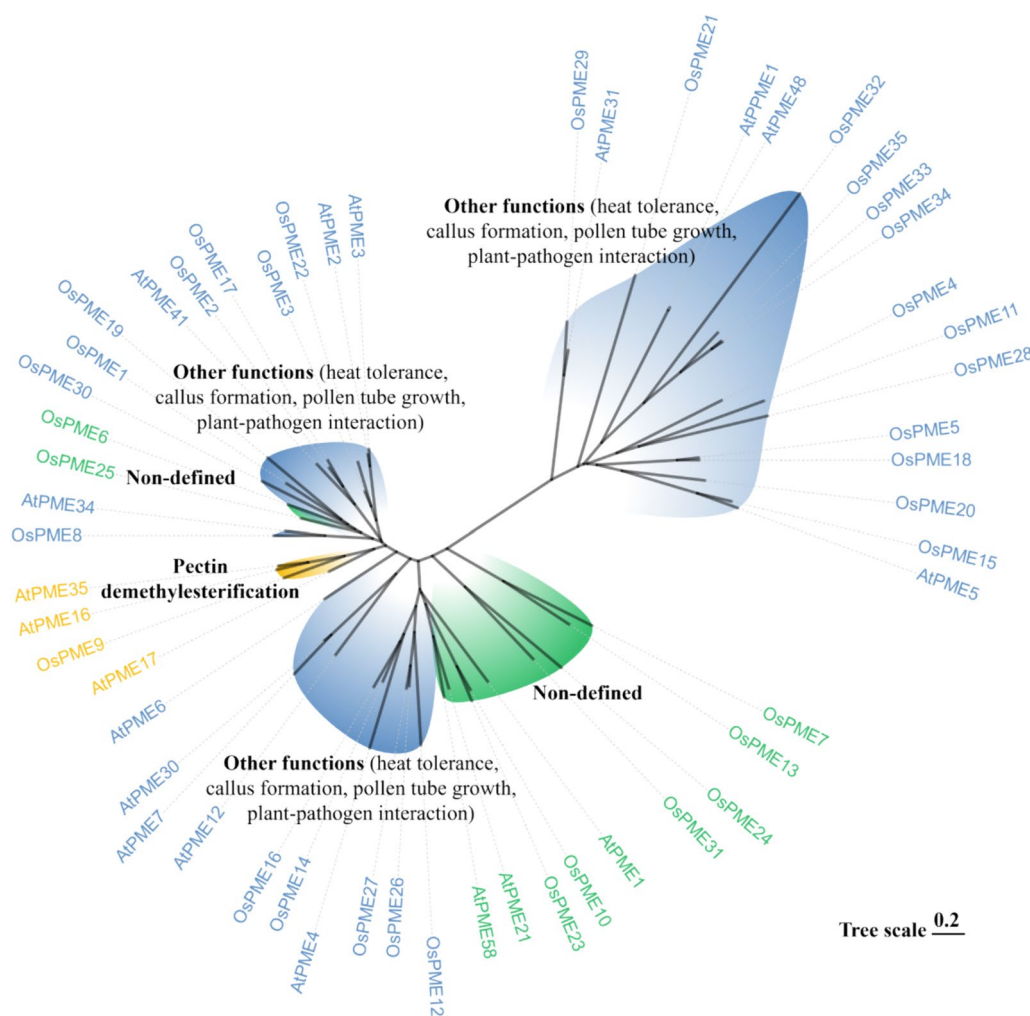 OsPME29
AtPME31
OsPME21
AtPPME1
AtPME48
OsPME32
OsPME35
OsPME33
OsPME34
Other functions (heat tolerance,
callus formation, pollen tube growth,
plant-pathogen interaction)
OsPME4
OsPME11
OsPME28
OsPME5
OsPME18
OsPME20
OsPME15
AtPME5
AtPME3
AtPME2
OsPME22
OsPME3
OsPME17
OsPME2
AtPME41
OsPME19
OsPME1
OsPME30
OsPME6
OsPME25
AtPME34
OsPME8
Other functions (heat tolerance,
callus formation, pollen tube growth,
plant-pathogen interaction)
Non-defined
Pectin
demethylesterification
AtPME35
AtPME16
OsPME9
AtPME17
AtPME6
AtPME30
AtPME7
AtPME12
Non-defined
Other functions (heat tolerance,
callus formation, pollen tube growth,
plant-pathogen interaction)
OsPME16
OsPME14
AtPME4
OsPME27
OsPME26
OsPME12
AtPME58
AtPME21
OsPME23
OsPME10
AtPME1
OsPME31
OsPME24
OsPME13
OsPME7
Tree scale 0.2